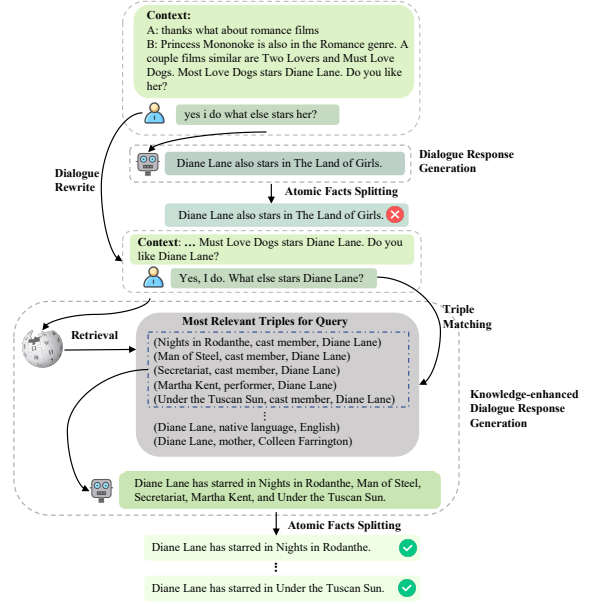 Context:
A: thanks what about romance films
B: Princess Mononoke is also in the Romance genre. A
couple films similar are Two Lovers and Must Love
Dogs. Most Love Dogs stars Diane Lane. Do you like
her?
yes i do what else stars her?
Dialogue
Rewrite
Diane Lane also stars in The Land of Girls.
Dialogue Response
Generation
Atomic Facts Splitting
Diane Lane also stars in The Land of Girls.
Context: ... Must Love Dogs stars Diane Lane. Do you
like Diane Lane?
Yes, I do. What else stars Diane Lane?
Triple
Matching
Retrieval
Most Relevant Triples for Query
(Nights in Rodanthe, cast member, Diane Lane)
(Man of Steel, cast member, Diane Lane)
(Secretariat, cast member, Diane Lane)
(Martha Kent, performer, Diane Lane)
(Under the Tuscan Sun, cast member, Diane Lane)
(Diane Lane, native language, English)
(Diane Lane, mother, Colleen Farrington)
Knowledge-enhanced
Dialogue Response
Generation
Diane Lane has starred in Nights in Rodanthe, Man of Steel,
Secretariat, Martha Kent, and Under the Tuscan Sun.
Atomic Facts Splitting
Diane Lane has starred in Nights in Rodanthe.
Diane Lane has starred in Under the Tuscan Sun.